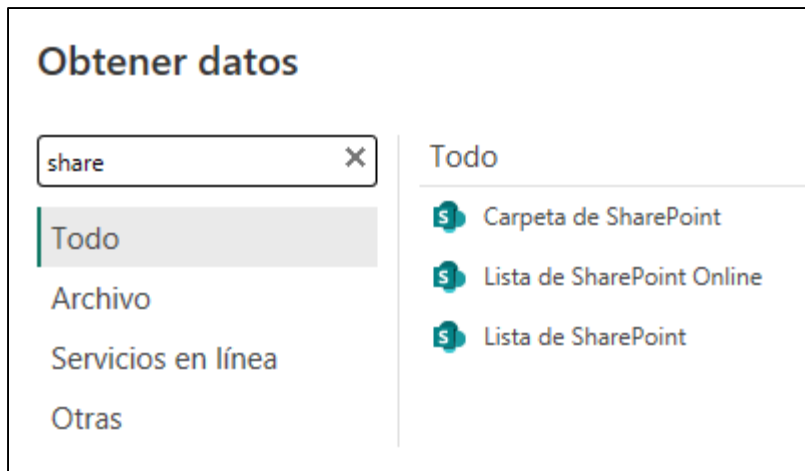 Obtener datos
share
Todo
Archivo
Servicios en línea
Otras
Todo
Carpeta de SharePoint
Lista de SharePoint Online
Lista de SharePoint